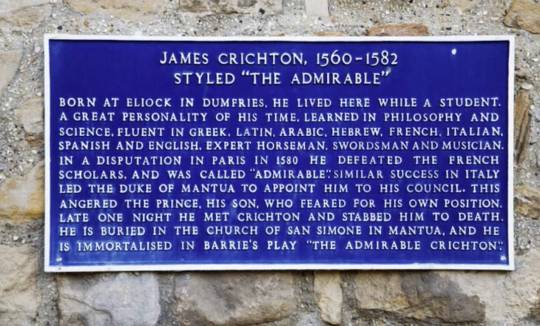 JAMES CRICHTON, 1560-1582
STYLED "THE ADMIRABLE"
BORN AT ELIOCK IN DUMFRIES, HE LIVED HERE WHILE A STUDENT.
A GREAT PERSONALITY OF HIS TIME, LEARNED IN PHILOSOPHY AND
SCIENCE, FLUENT IN GREEK, LATIN, ARABIC, HEBREW, FRENCH, ITALIAN,
SPANISH AND ENGLISH, EXPERT HORSEMAN, SWORDSMAN AND MUSICIAN.
IN A DISPUTATION IN PARIS IN 1580 HE DEFEATED THE FRENCH
SCHOLARS, AND WAS CALLED "ADMIRABLE". SIMILAR SUCCESS IN ITALY
LED THE DUKE OF MANTUA TO APPOINT HIM TO HIS COUNCIL. THIS
ANGERED THE PRINCE, HIS SON, WHO FEARED FOR HIS OWN POSITION.
LATE ONE NIGHT HE MET CRICHTON AND STABBED HIM TO DEATH.
HE IS BURIED IN THE CHURCH OF SAN SIMONE IN MANTUA, AND HE
IS IMMORTALISED IN BARRIE'S PLAY "THE ADMIRABLE CRICHTON".